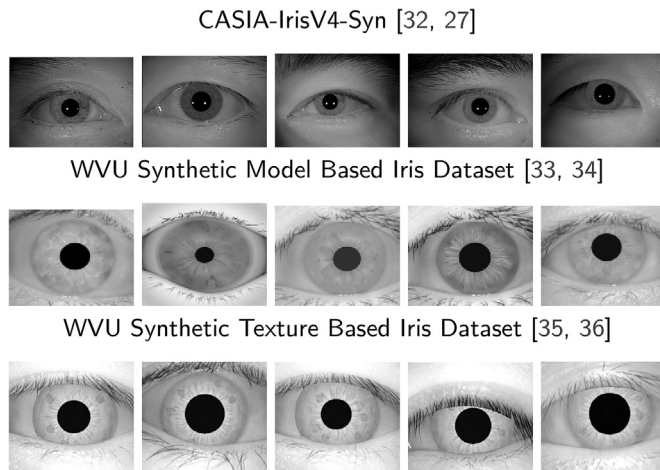 CASIA-IrisV4-Syn [32, 27]
WVU Synthetic Model Based Iris Dataset [33, 34]
WVU Synthetic Texture Based Iris Dataset [35, 36]